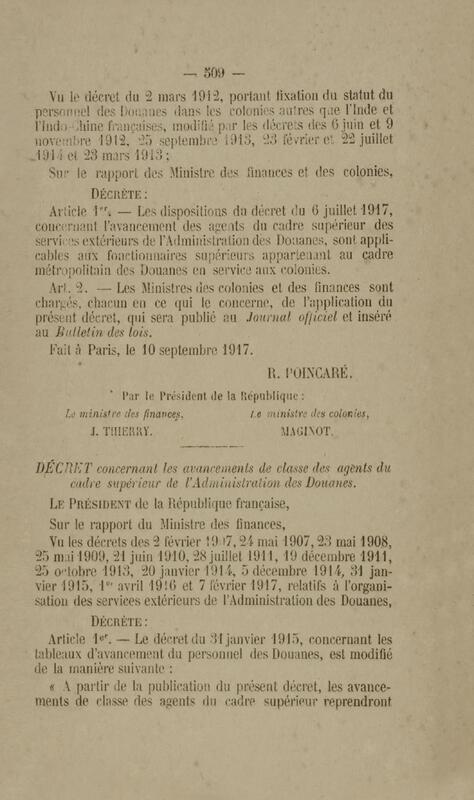 — 509 —
Vu le décret du 2 mars 1912, portant fixation du statut du
personnel des Douanes dans les colonies autres que l'Inde et
l'Indo-Chine françaises, modifié par les décrets des 6 juin et 9
novembre 1912, 25 septembre 1913, 23 février et 22 juillet
1914 et 23 mars 1913;
Sur le rapport des Ministre des finances et des colonies,
DÉCRÈTE :
Article 1er. — Les dispositions du décret du 6 juillet 1917,
concernant l'avancement des agents du cadre supérieur des
services extérieurs de l'Administration des Douanes, sont appli-
cables aux fonctionnaires supérieurs appartenant au cadre
métropolitain des Douanes en service aux colonies.
Art. 2. — Les Ministres des colonies et des finances sont
chargés, chacun en ce qui le concerne, de l'application du
présent décret, qui sera publié au Journal officiel et inséré
au Bulletin des lois.
Fait à Paris, le 10 septembre 1917.
R. POINCARÉ.
Par le Président de la République :
Le ministre des finances, Le ministre des colonies,
J. THIERRY. MAGINOT.
DÉCRET concernant les avancements de classe des agents du
cadre supérieur de l'Administration des Douanes.
LE PRÉSIDENT de la République française,
Sur le rapport du Ministre des finances,
Vu les décrets des 2 février 1907, 24 mai 1907, 23 mai 1908,
25 mai 1909, 21 juin 1910, 28 juillet 1911, 19 décembre 1911,
25 octobre 1913, 20 janvier 1914, 5 décembre 1914, 31 jan-
vier 1915, 1er avril 1916 et 7 février 1917, relatifs à l'organi-
sation des services extérieurs de l'Administration des Douanes,
DÉCRÈTE :
Article 1er. — Le décret du 31 janvier 1915, concernant les
tableaux d'avancement du personnel des Douanes, est modifié
de la manière suivante :
« A partir de la publication du présent décret, les avance-
ments de classe des agents du cadre supérieur reprendront